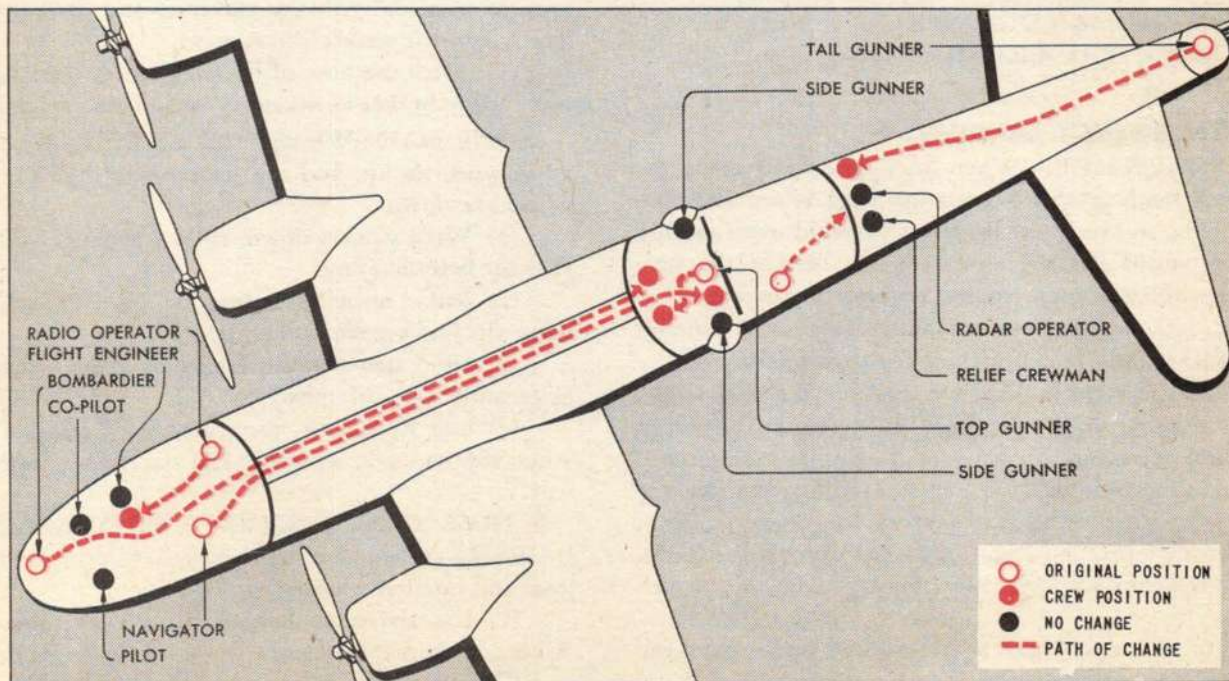 TAIL GUNNER
SIDE GUNNER
RADIO OPERATOR
FLIGHT ENGINEER
BOMBARDIER
CO-PILOT
RADAR OPERATOR
RELIEF CREWMAN
TOP GUNNER
SIDE GUNNER
NAVIGATOR
PILOT
ORIGINAL POSITION
CREW POSITION
NO CHANGE
PATH OF CHANGE